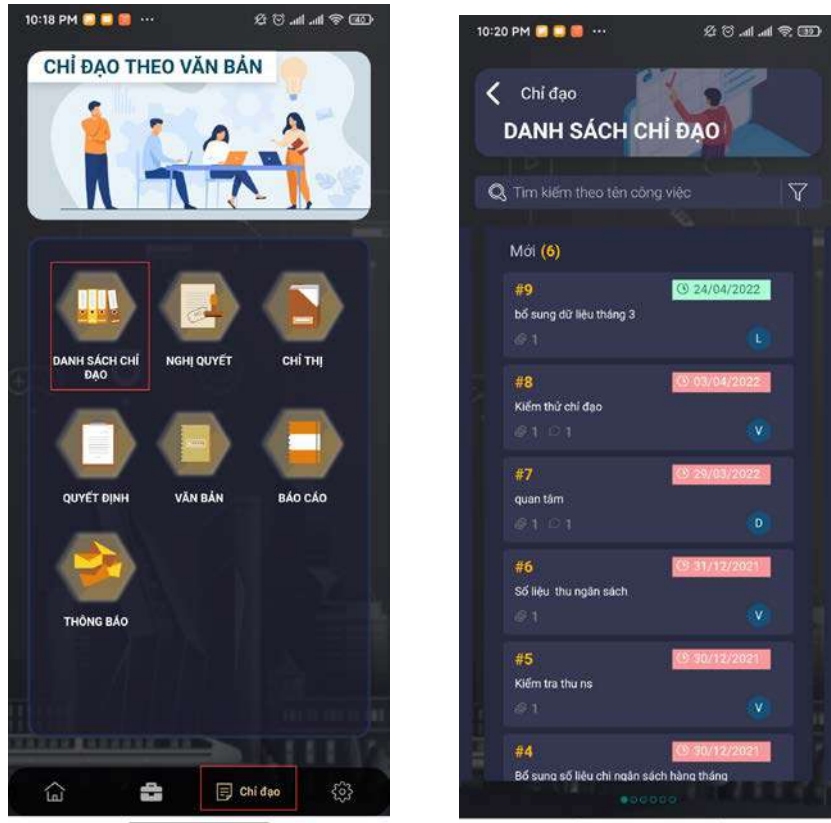 10:18 PM
40
CHỈ ĐẠO THEO VĂN BẢN
DANH SÁCH CHỈ
ĐẠO
NGHỊ QUYẾT
CHỈ THỊ
QUYẾT ĐỊNH
VĂN BẢN
BÁO CÁO
THÔNG BÁO
Chỉ đạo
10:20 PM
39
Chỉ đạo
DANH SÁCH CHỈ ĐẠO
Tìm kiếm theo tên công việc
Mới (6)
#9
24/04/2022
bổ sung dữ liệu tháng 3
1
L
#8
03/04/2022
Kiểm thử chỉ đạo
1 1
V
#7
29/03/2022
quan tâm
1 1
D
#6
31/12/2021
Số liệu thu ngân sách
1
V
#5
30/12/2021
Kiểm tra thu ns
1
V
#4
30/12/2021
Bổ sung số liệu chi ngân sách hàng tháng